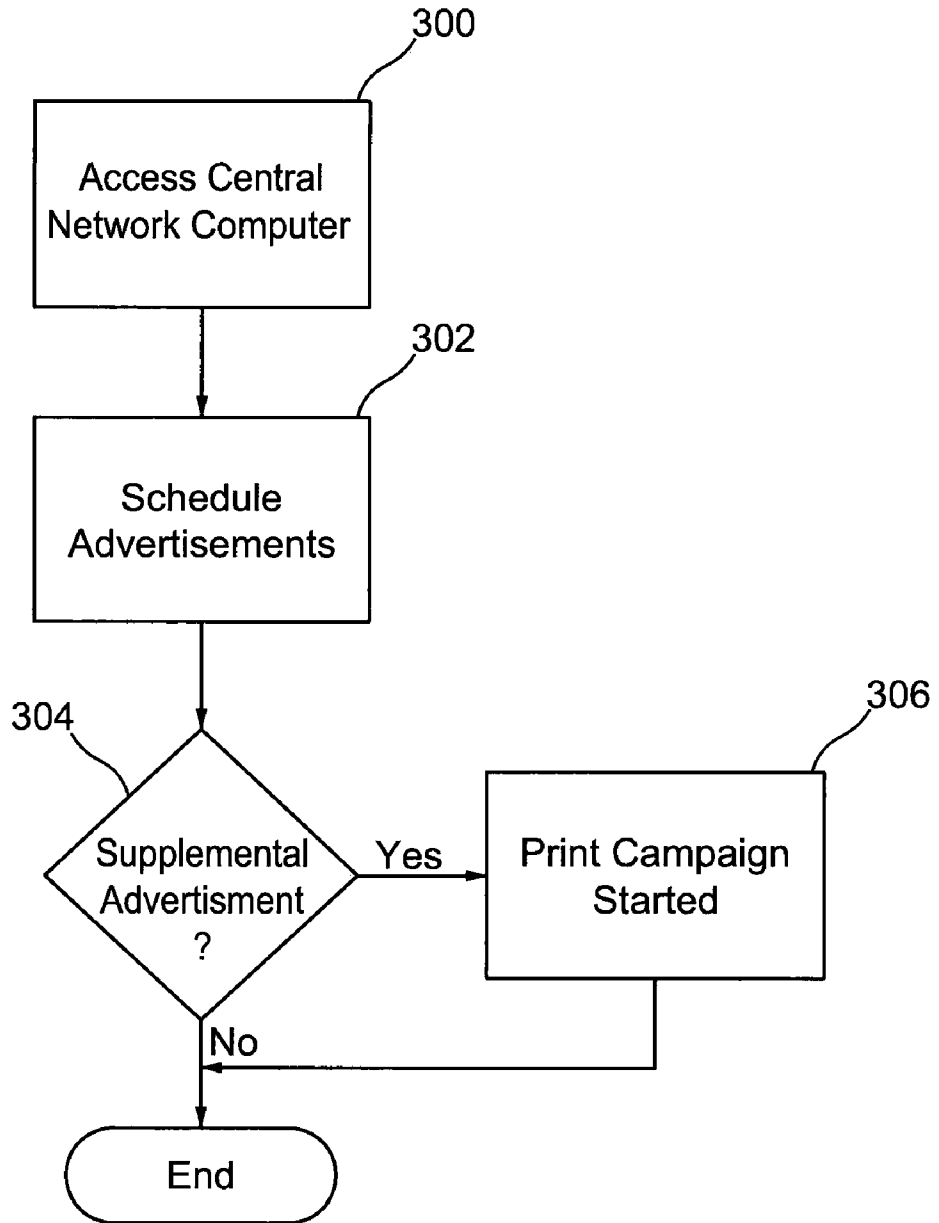 300
Access Central
Network Computer
302
Schedule
Advertisements
304
Supplemental
Advertisment
?
Yes
306
Print Campaign
Started
No
End